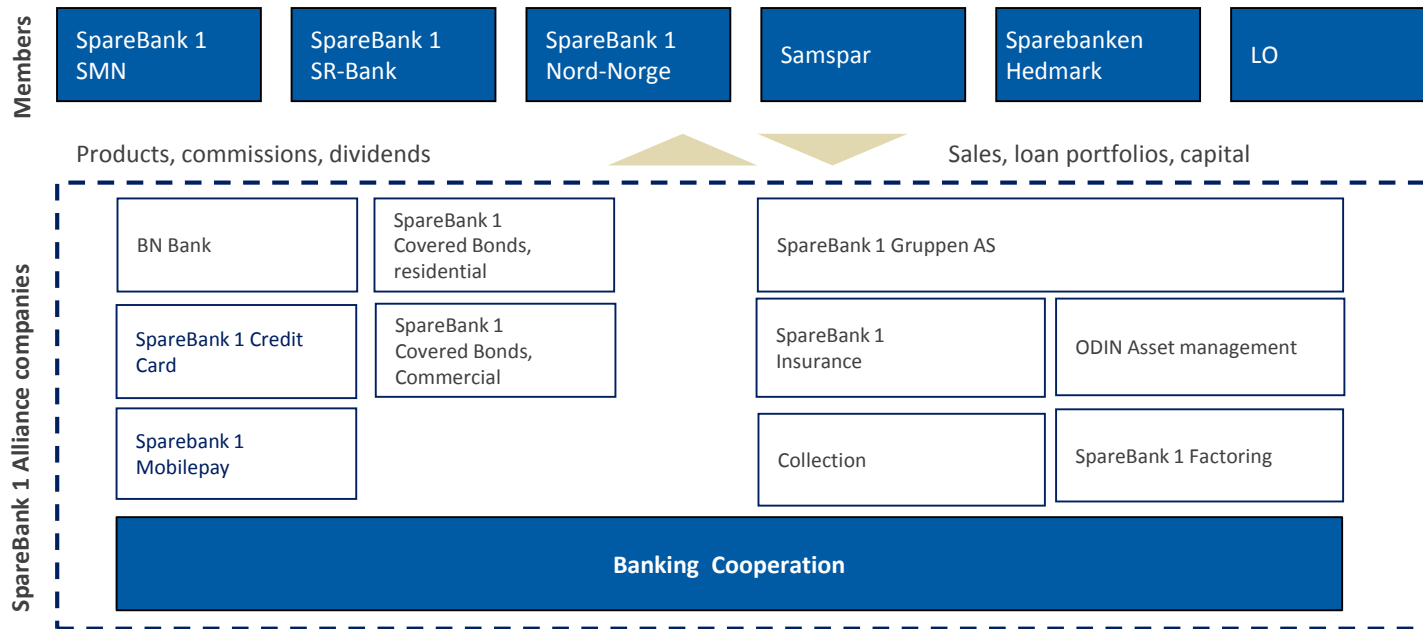 Members
SpareBank 1
SMN
SpareBank 1
SR-Bank
SpareBank 1
Nord-Norge
Samspar
Sparebanken
Hedmark
LO
Products, commissions, dividends
Sales, loan portfolios, capital
SpareBank 1 Alliance companies
BN Bank
SpareBank 1
Covered Bonds,
residential
SpareBank 1 Gruppen AS
SpareBank 1 Credit
Card
SpareBank 1
Covered Bonds,
Commercial
SpareBank 1
Insurance
ODIN Asset management
Sparebank 1
Mobilepay
Collection
SpareBank 1 Factoring
Banking Cooperation